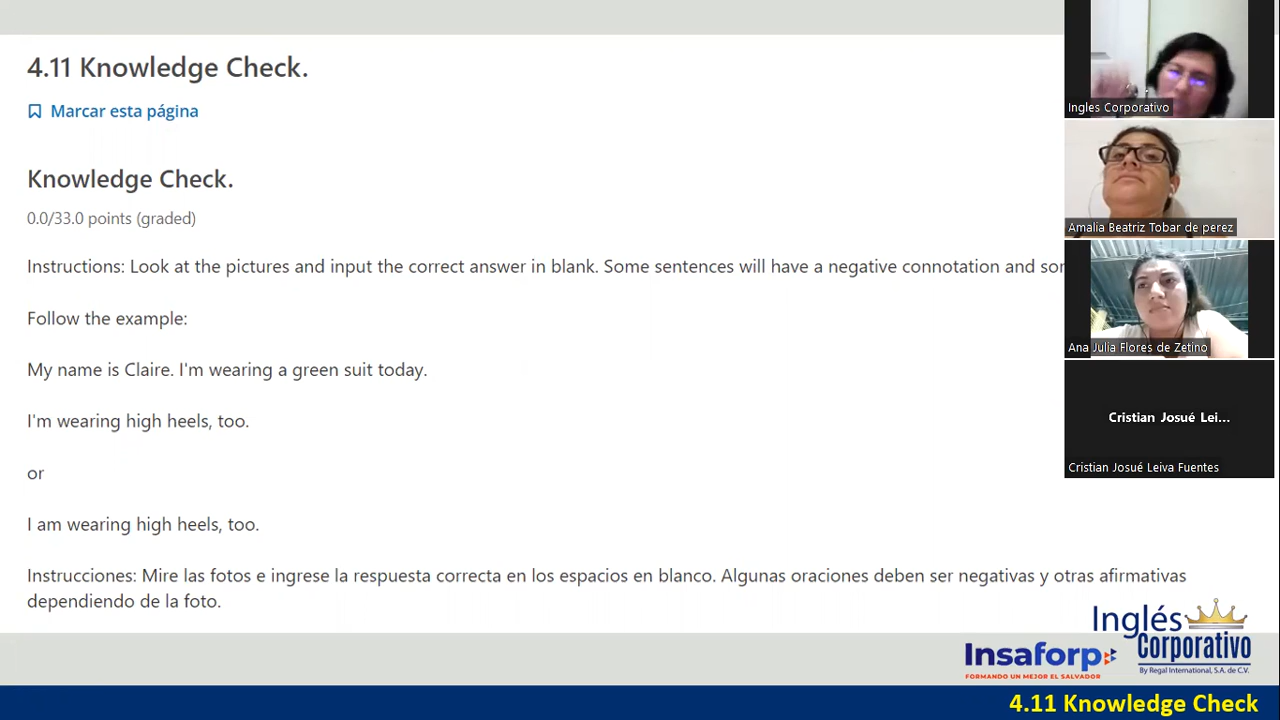 4.11 Knowledge Check.
Marcar esta página
Knowledge Check.
0.0/33.0 points (graded)
Instructions: Look at the pictures and input the correct answer in blank. Some sentences will have a negative connotation and
Follow the example:
My name is Claire. I'm wearing a green suit today.
I'm wearing high heels, too.
or
I am wearing high heels, too.
Instrucciones: Mire las fotos e ingrese la respuesta correcta en los espacios en blanco. Algunas oraciones deben ser negativas y otras afirmativas
dependiendo de la foto.
Ingles Corporativo
Amalia Beatriz Tobar de perez
Ana Julia Flores de Zetino
Cristian Josué Lei...
Cristian Josué Leiva Fuentes
Inglés
Corporativo
By Regal International, S.A. de C.V.
Insaforp
FORMANDO UN MEJOR EL SALVADOR
4.11 Knowledge Check